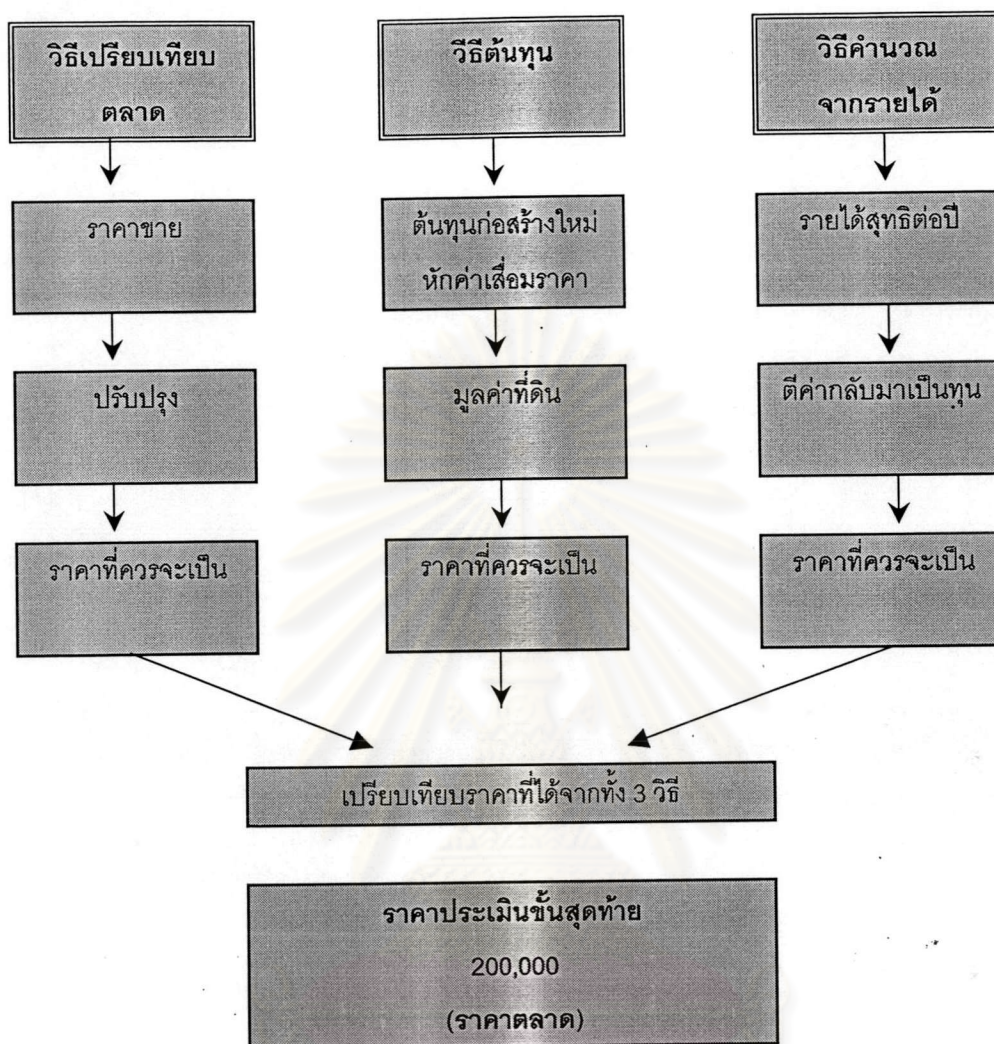 วิธีเปรียบเทียบ
ตลาด
วีธีต้นทุน
วิธีคำนวณ
จากรายได้
ราคาขาย
ต้นทุนก่อสร้างใหม่
หักค่าเสื่อมราคา
รายได้สุทธิต่อปี
ปรับปรุง
มูลค่าที่ดิน
ตีค่ากลับมาเป็นทุน
ราคาที่ควรจะเป็น
ราคาที่ควรจะเป็น
ราคาที่ควรจะเป็น
เปรียบเทียบราคาที่ได้จากทั้ง 3 วิธี
ราคาประเมินขั้นสุดท้าย
200,000
(ราคาตลาด)